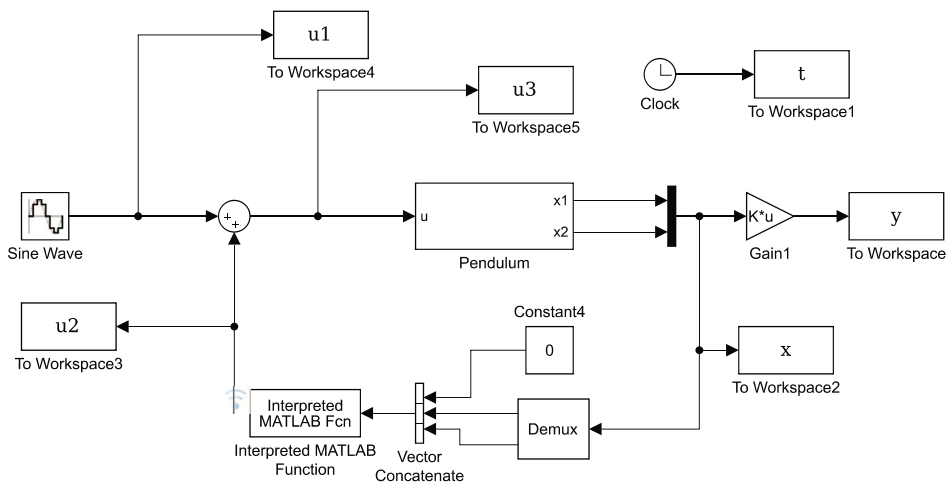 u1
To Workspace4
u3
To Workspace5
Clock
t
To Workspace1
Sine Wave
++
u
x1
x2
Pendulum
K*u
Gain1
y
To Workspace
u2
To Workspace3
Constant4
0
x
To Workspace2
Interpreted
MATLAB Fcn
Interpreted MATLAB
Function
Vector
Concatenate
Demux